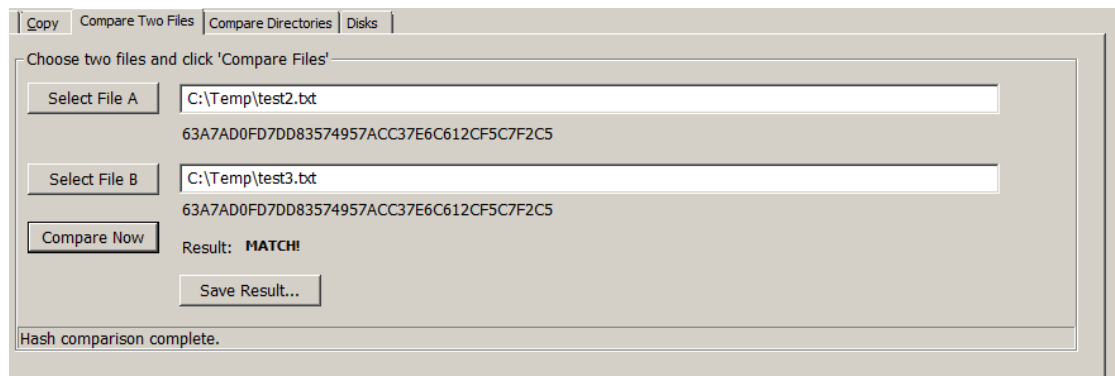 Copy Compare Two Files Compare Directories Disks
Choose two files and click 'Compare Files'
Select File A C:\Temp\test2.txt
63A7AD0FD7DD83574957ACC37E6C612CF5C7F2C5
Select File B C:\Temp\test3.txt
63A7AD0FD7DD83574957ACC37E6C612CF5C7F2C5
Compare Now Result: MATCH!
Save Result...
Hash comparison complete.